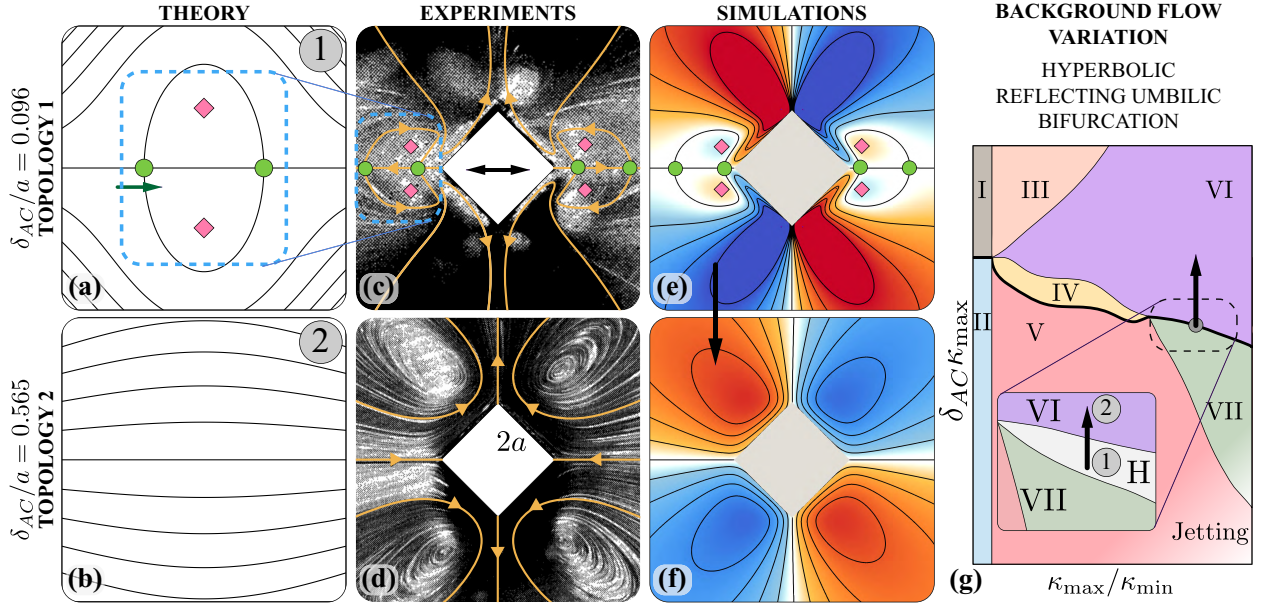 THEORY
EXPERIMENTS
SIMULATIONS
BACKGROUND FLOW
VARIATION
HYPERBOLIC
REFLECTING UMBILIC
BIFURCATION
δ_AC/a = 0.096
TOPOLOGY 1
1
(a)
(c)
(e)
δ_AC/a = 0.565
TOPOLOGY 2
2
(b)
2a
(d)
(f)
δ_AC κ_max
I
III
VI
IV
II
V
VII
VI
2
1
H
VII
Jetting
(g)
κ_max/κ_min